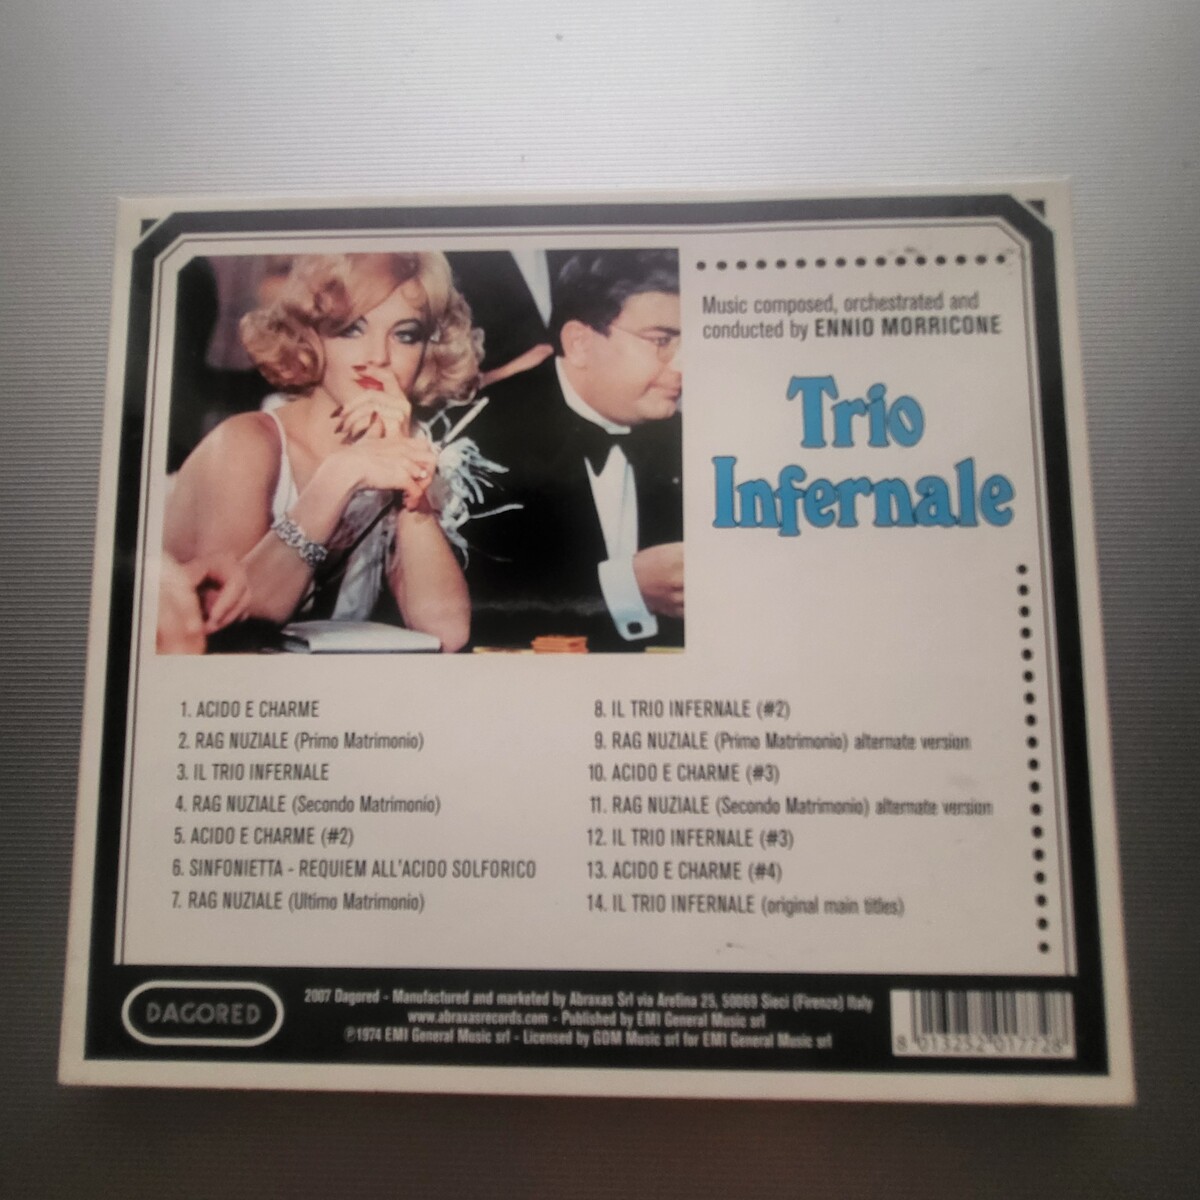 Music composed, orchestrated and
conducted by ENNIO MORRICONE
Trio
Infernale
1. ACIDO E CHARME
2. RAG NUZIALE (Primo Matrimonio)
3. IL TRIO INFERNALE
4. RAG NUZIALE (Secondo Matrimonio)
5. ACIDO E CHARME (#2)
6. SINFONIETTA - REQUIEM ALL'ACIDO SOLFORICO
7. RAG NUZIALE (Ultimo Matrimonio)
8. IL TRIO INFERNALE (#2)
9. RAG NUZIALE (Primo Matrimonio) alternate version
10. ACIDO E CHARME (#3)
11. RAG NUZIALE (Secondo Matrimonio) alternate version
12. IL TRIO INFERNALE (#3)
13. ACIDO E CHARME (#4)
14. IL TRIO INFERNALE (original main titles)
DAGORED
2007 Dagored - Manufactured and marketed by Abraxas Srl via Aretina 25, 50069 Sieci (Firenze) Italy
www.abraxasrecords.com - Published by EMI General Music srl
℗1974 EMI General Music srl - Licensed by GDM Music srl for EMI General Music srl
8 013252 017728